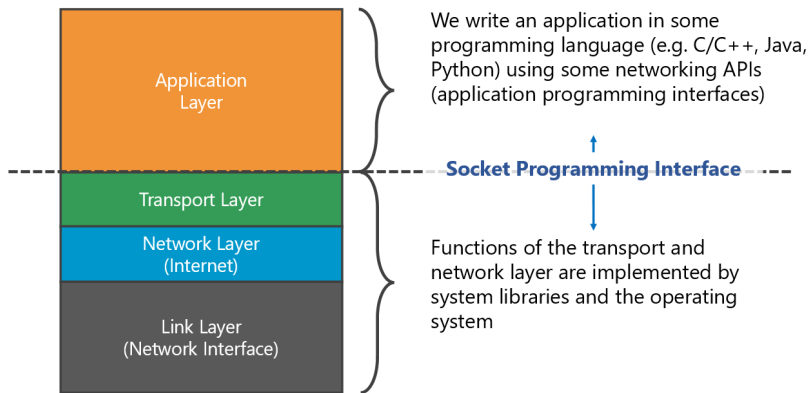 Application
Layer
We write an application in some
programming language (e.g. C/C++, Java,
Python) using some networking APIs
(application programming interfaces)
Socket Programming Interface
Transport Layer
Network Layer
(Internet)
Link Layer
(Network Interface)
Functions of the transport and
network layer are implemented by
system libraries and the operating
system